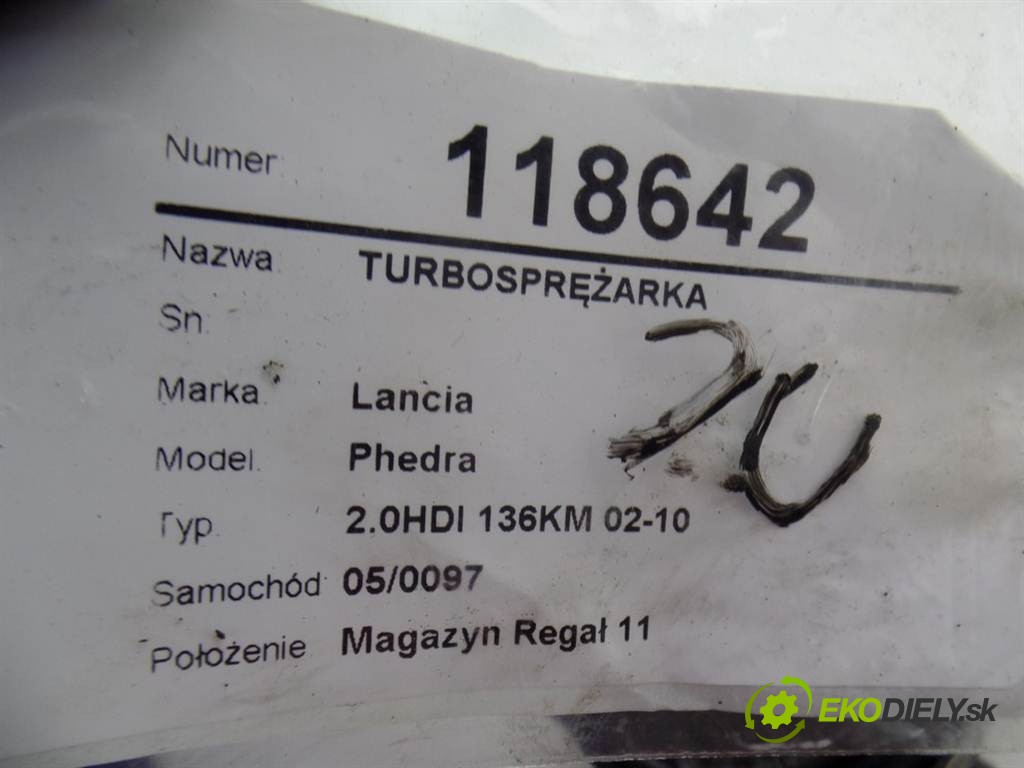 Numer 118642
Nazwa TURBOSPRĘŻARKA
Sn.
Marka Lancia
Model. Phedra
Typ. 2.0HDI 136KM 02-10
Samochód 05/0097
Położenie Magazyn Regał 11
EKODIELY.sk